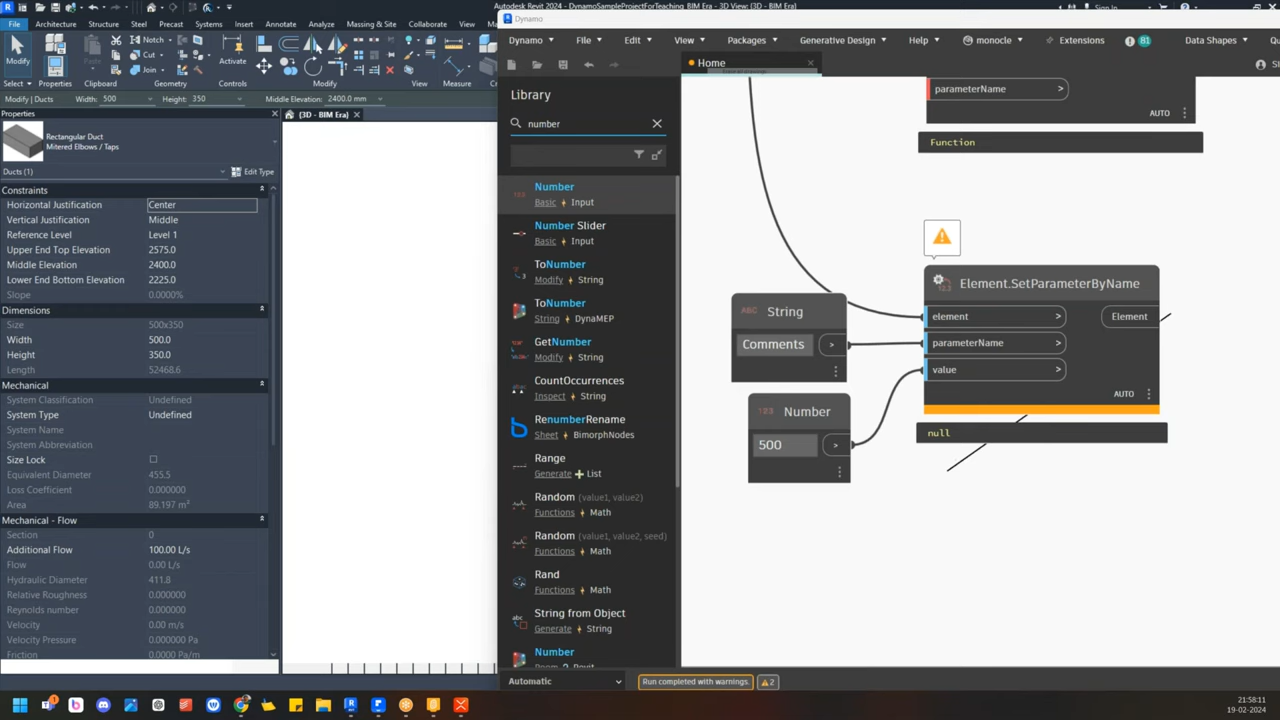 Autodesk Revit 2024 - DynamoSampleProjectForTeaching, BIM Era - 3D View: {3D - BIM Era}
Sign In
File
Architecture
Structure
Steel
Precast
Systems
Insert
Annotate
Analyze
Massing & Site
Collaborate
View
Modify
Properties
Notch
Join
Activate
Select
Properties
Clipboard
Geometry
Controls
Modify
View
Measure
Modify | Ducts
Width: 500
Height: 350
Middle Elevation: 2400.0 mm
Properties
{3D - BIM Era}
Rectangular Duct
Mitered Elbows / Taps
Ducts (1)
Edit Type
Constraints
Horizontal Justification Center
Vertical Justification Middle
Reference Level Level 1
Upper End Top Elevation 2575.0
Middle Elevation 2400.0
Lower End Bottom Elevation 2225.0
Slope 0.0000%
Dimensions
Size 500x350
Width 500.0
Height 350.0
Length 52468.6
Mechanical
System Classification Undefined
System Type Undefined
System Name
System Abbreviation
Size Lock
Equivalent Diameter 455.5
Loss Coefficient 0.000000
Area 89.197 m²
Mechanical - Flow
Section 0
Additional Flow 100.00 L/s
Flow 0.00 L/s
Hydraulic Diameter 411.8
Relative Roughness 0.000000
Reynolds number 0.000000
Velocity 0.00 m/s
Velocity Pressure 0.0000 Pa
Friction 0.0000 Pa/m
Dynamo
Dynamo
File
Edit
View
Packages
Generative Design
Help
monocle
Extensions
81
Data Shapes
Home
Library
number
Number
Basic Input
Number Slider
Basic Input
ToNumber
Modify String
ToNumber
String DynaMEP
GetNumber
Modify String
CountOccurrences
Inspect String
RenumberRename
Sheet BimorphNodes
Range
Generate List
Random (value1, value2)
Functions Math
Random (value1, value2, seed)
Functions Math
Rand
Functions Math
String from Object
Generate String
Number
parameterName >
AUTO
Function
Element.SetParameterByName
element >
Element
parameterName >
value >
AUTO
null
ABC String
Comments >
123 Number
500 >
Automatic
Run completed with warnings.
2
21:58:11
19-02-2024